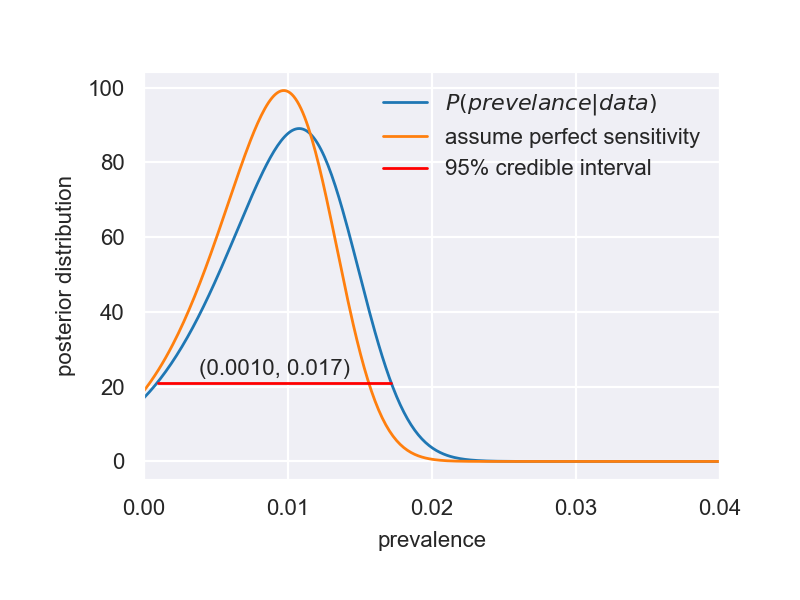 100
80
60
40
20
0
posterior distribution
P(prevelance|data)
assume perfect sensitivity
95% credible interval
(0.0010, 0.017)
0.00 0.01 0.02 0.03 0.04
prevalence